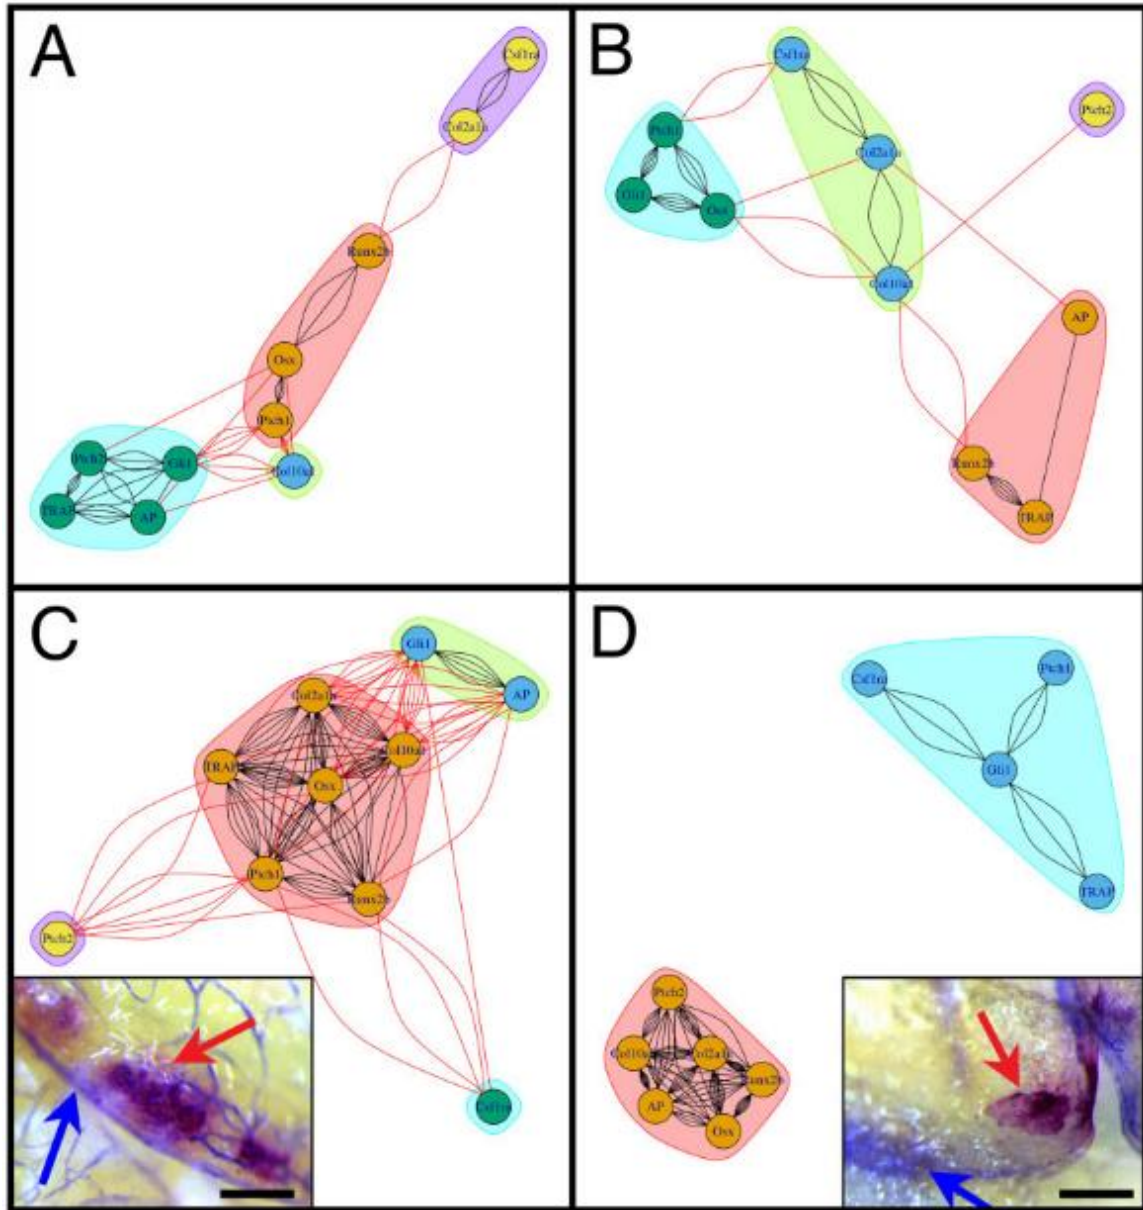 A
Csf1ra
Col2a1a
Runx2b
Osx
Ptch1
Ptch2
Gli1
Col10a1
TRAP
AP
B
Csf1ra
Ptch2
Ptch1
Col2a1a
Gli1
Osx
Col10a1
AP
Runx2b
TRAP
C
Gli1
AP
Col2a1a
Col10a1
TRAP
Osx
Ptch1
Runx2b
Ptch2
Csf1ra
D
Csf1ra
Ptch1
Gli1
TRAP
Ptch2
Col10a1
Col2a1a
Runx2b
AP
Osx